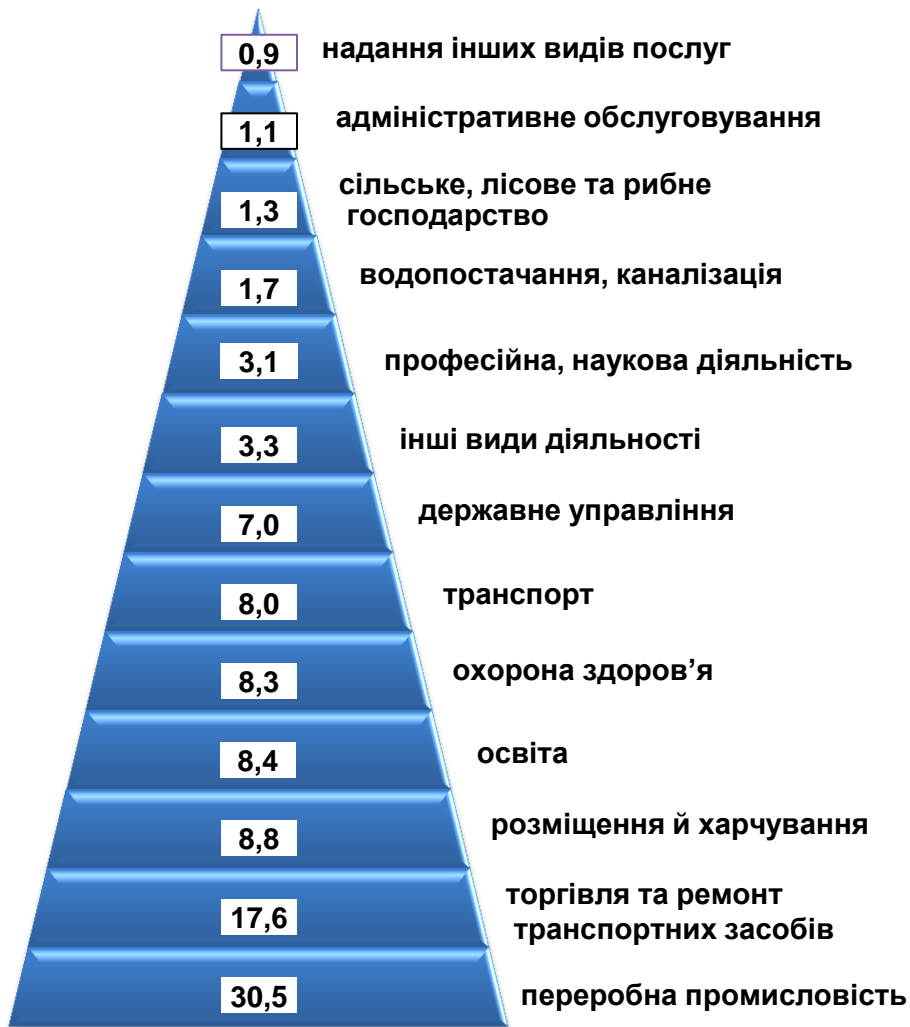 0,9 надання інших видів послуг
1,1 адміністративне обслуговування
сільське, лісове та рибне
1,3 господарство
1,7 водопостачання, каналізація
3,1 професійна, наукова діяльність
3,3 інші види діяльності
7,0 державне управління
8,0 транспорт
8,3 охорона здоров’я
8,4 освіта
8,8 розміщення й харчування
торгівля та ремонт
17,6 транспортних засобів
30,5 переробна промисловість